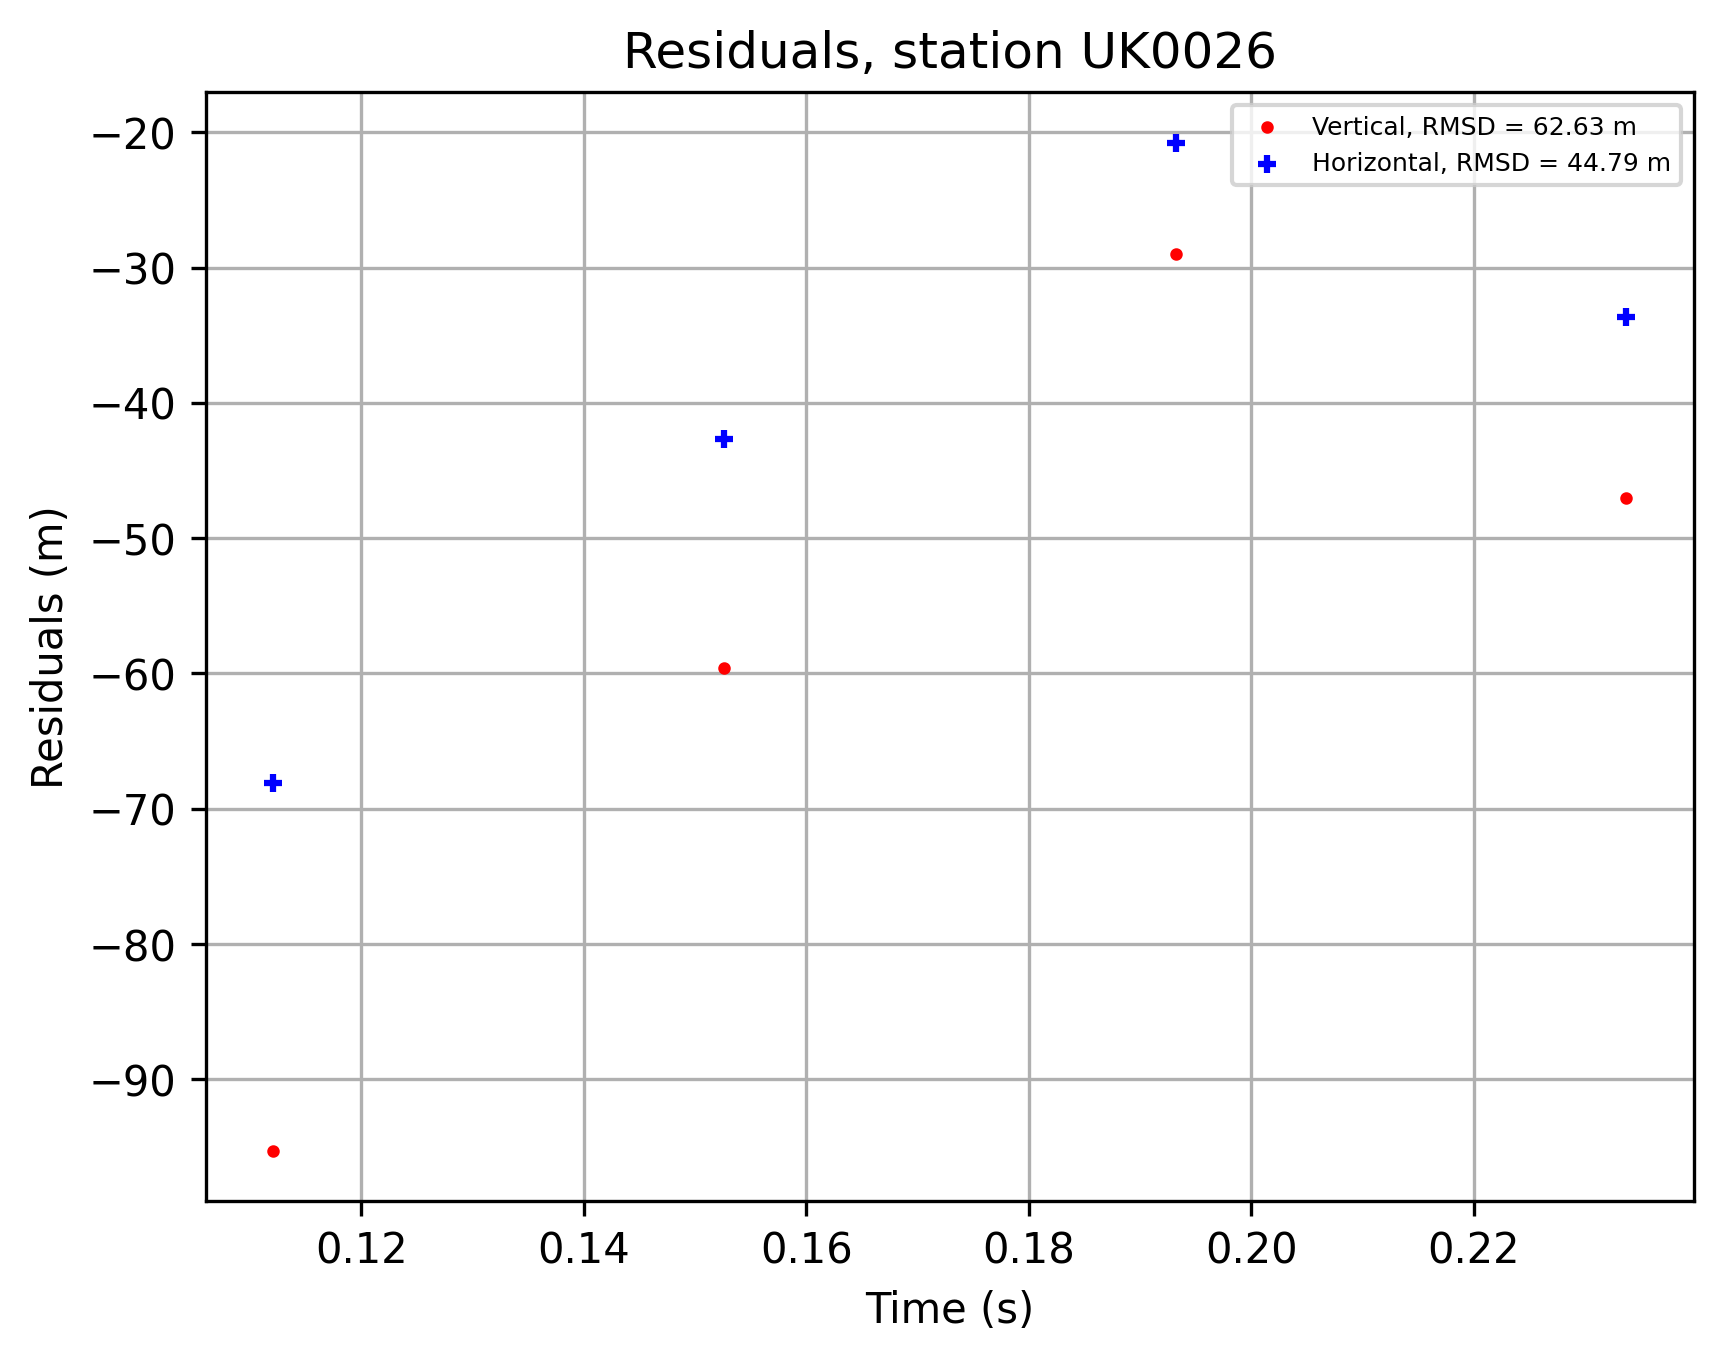 Residuals, station UK0026
Vertical, RMSD = 62.63 m
Horizontal, RMSD = 44.79 m
Residuals (m)
−20
−30
−40
−50
−60
−70
−80
−90
0.12 0.14 0.16 0.18 0.20 0.22
Time (s)